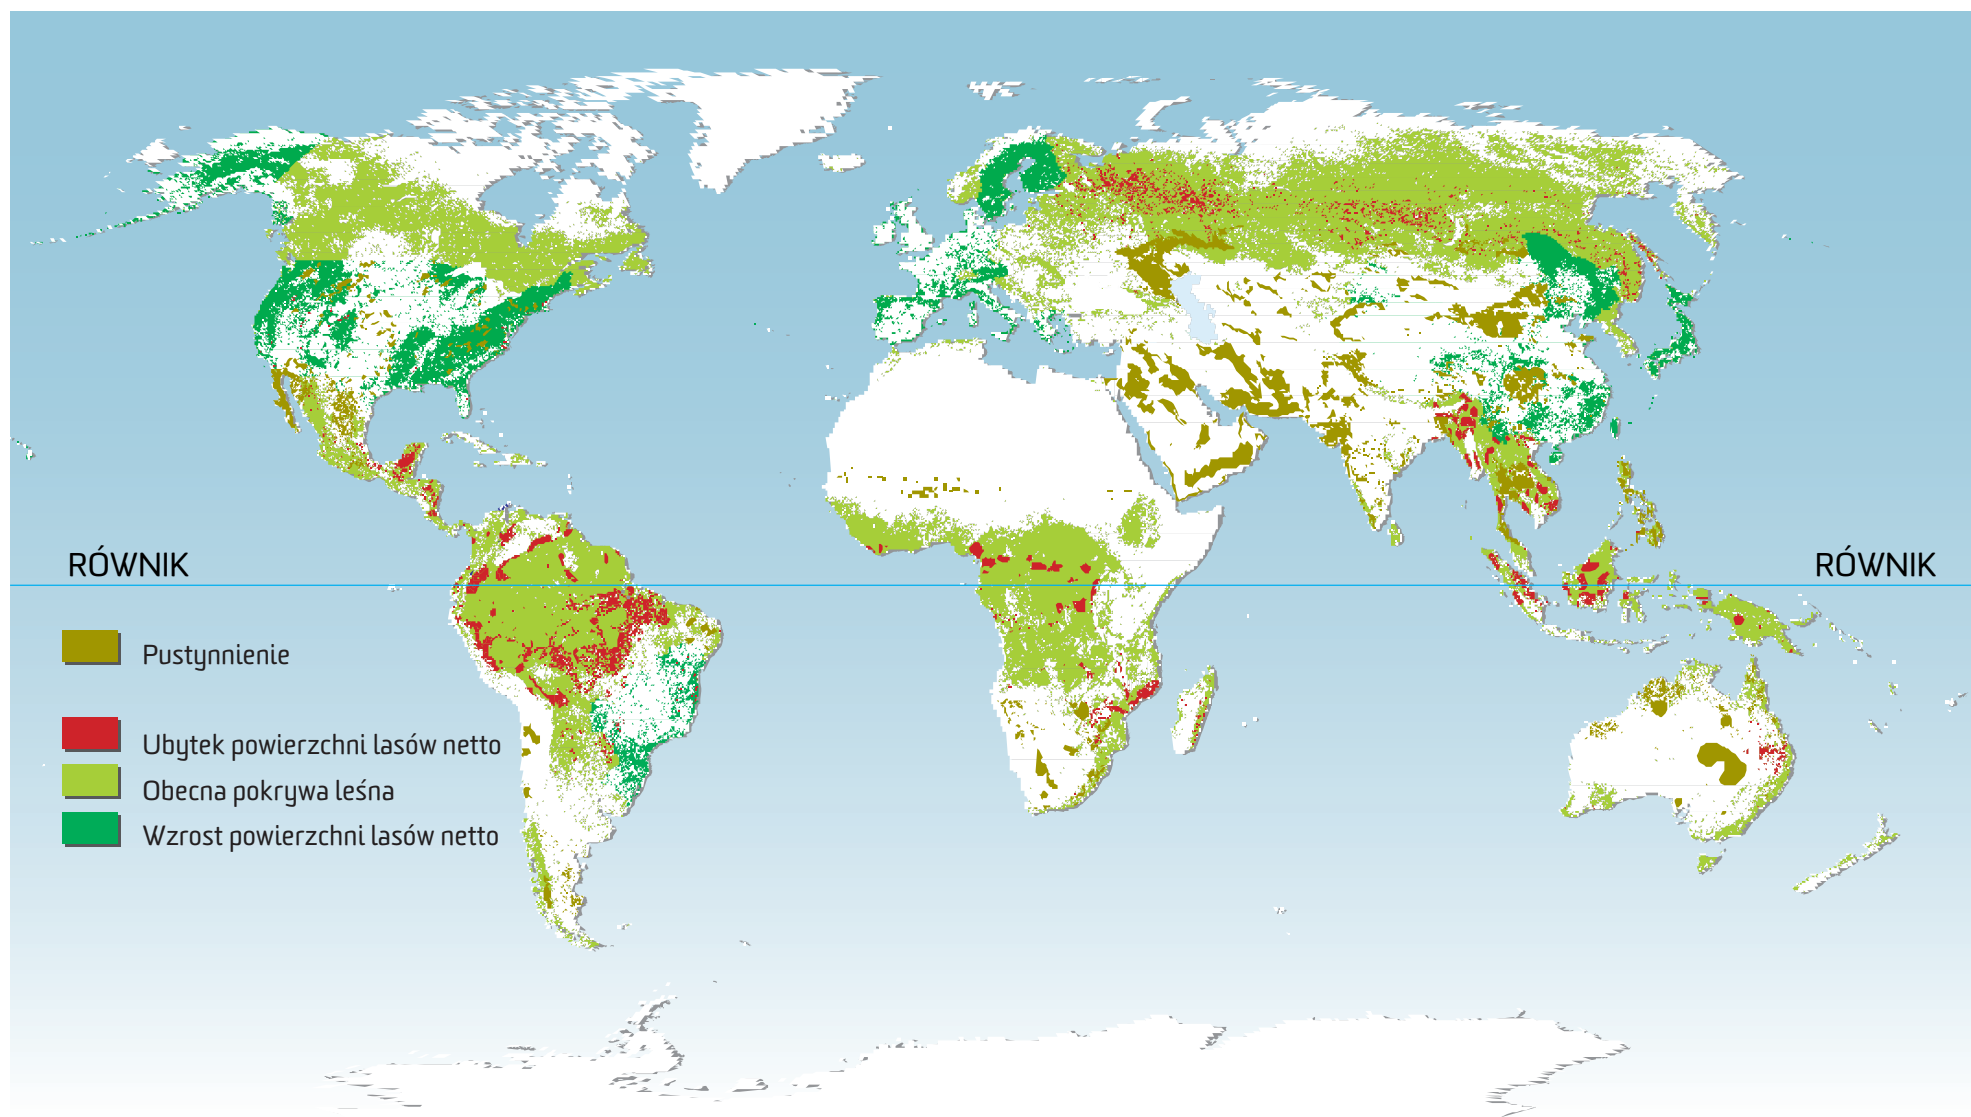 RÓWNIK
RÓWNIK
Pustynnienie
Ubytek powierzchni lasów netto
Obecna pokrywa leśna
Wzrost powierzchni lasów netto